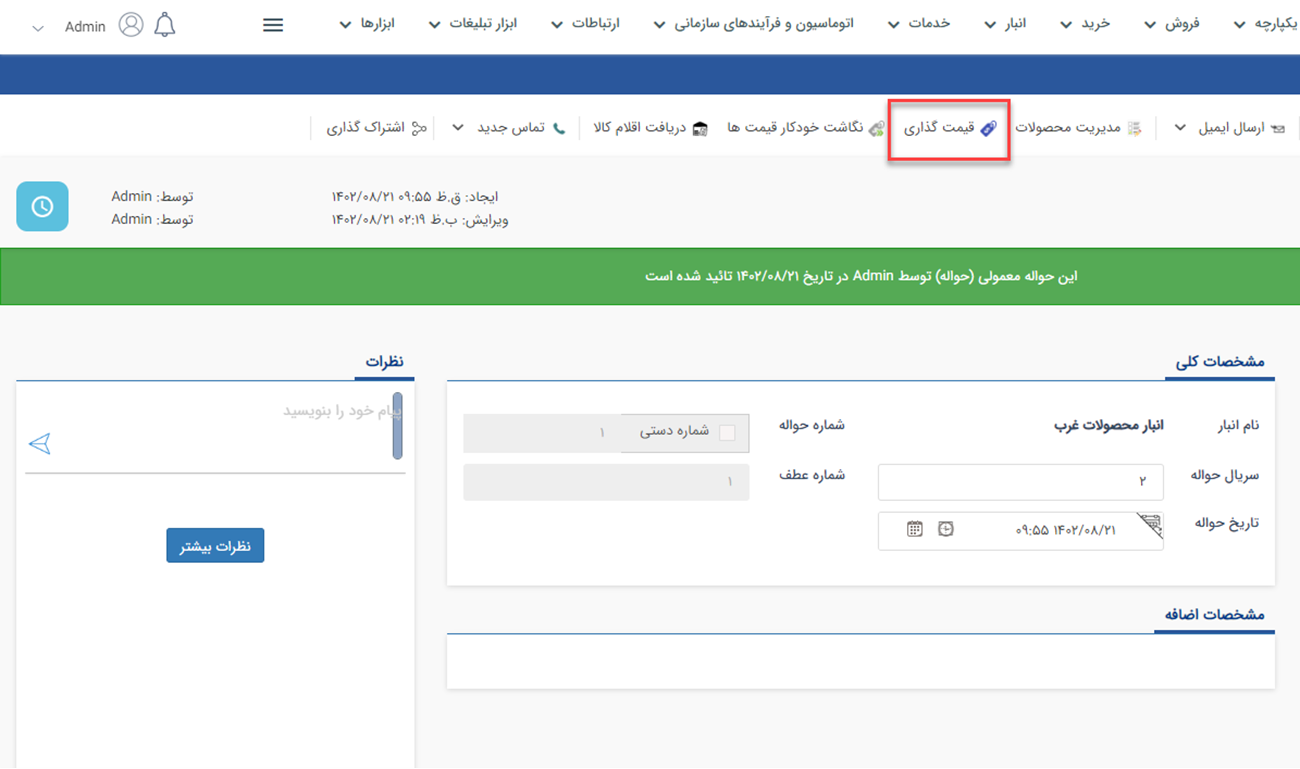 یکپارچه فروش خرید انبار خدمات اتوماسیون و فرآیندهای سازمانی ارتباطات ابزار تبلیغات ابزارها Admin
ارسال ایمیل مدیریت محصولات قیمت گذاری نگاشت خودکار قیمت ها دریافت اقلام کالا تماس جدید اشتراک گذاری
ایجاد: ق.ظ ۰۹:۵۵ ۱۴۰۲/۰۸/۲۱ توسط: Admin
ویرایش: ب.ظ ۰۲:۱۹ ۱۴۰۲/۰۸/۲۱ توسط: Admin
این حواله معمولی (حواله) توسط Admin در تاریخ ۱۴۰۲/۰۸/۲۱ تائید شده است
مشخصات کلی
نام انبار انبار محصولات غرب شماره حواله شماره دستی ۱
سریال حواله ۲ شماره عطف ۱
تاریخ حواله ۱۴۰۲/۰۸/۲۱ ۰۹:۵۵
مشخصات اضافه
نظرات
پیام خود را بنویسید
نظرات بیشتر